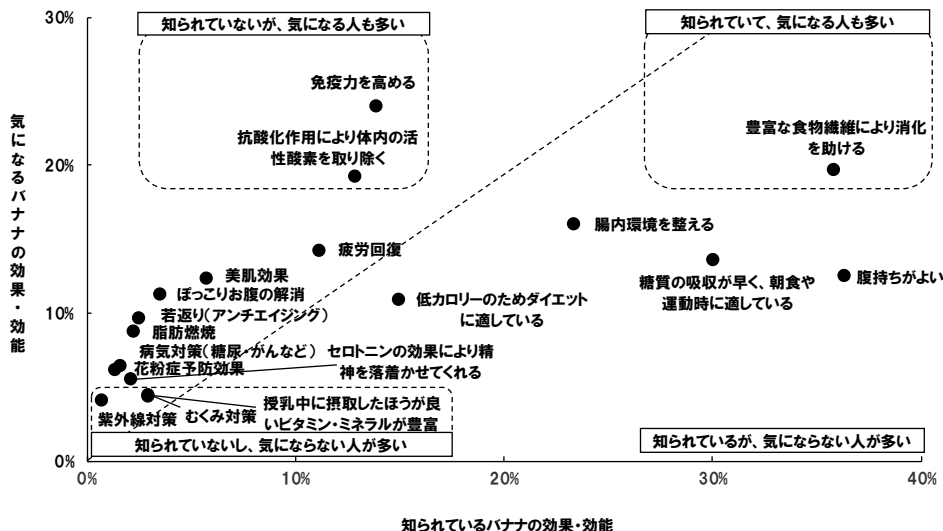 30%
知られていないが、気になる人も多い
知られていて、気になる人も多い
免疫力を高める
抗酸化作用により体内の活
性酸素を取り除く
豊富な食物繊維により消化
を助ける
20%
気になるバナナの効果・効能
腸内環境を整える
疲労回復
糖質の吸収が早く、朝食や
運動時に適している
腹持ちがよい
美肌効果
ぽっこりお腹の解消
低カロリーのためダイエット
に適している
10%
若返り（アンチエイジング）
脂肪燃焼
病気対策（糖尿・がんなど）
セロトニンの効果により精
神を落着かせてくれる
花粉症予防効果
紫外線対策
むくみ対策
授乳中に摂取したほうが良
いビタミン・ミネラルが豊富
知られていないし、気にならない人が多い
知られているが、気にならない人が多い
0%
0%
10%
20%
30%
40%
知られているバナナの効果・効能